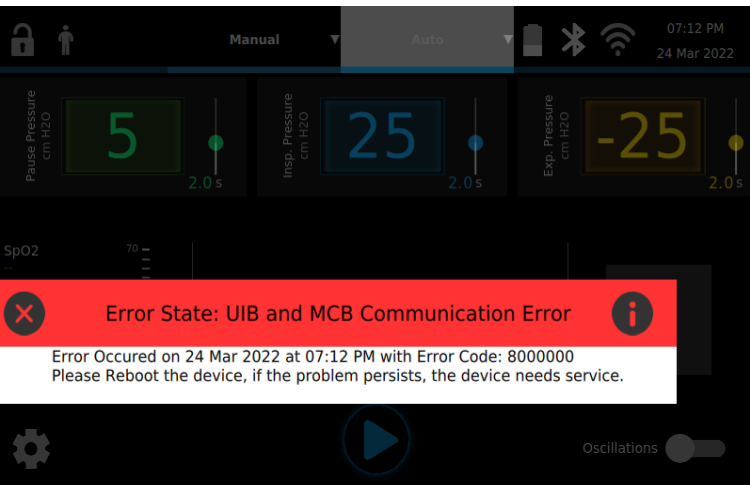 Manual ▼ Auto ▼ 07:12 PM
24 Mar 2022
Pause Pressure
cm H2O
5
2.0 s
Insp. Pressure
cm H2O
25
2.0 s
Exp. Pressure
cm H2O
-25
2.0 s
SpO2
--
70
Error State: UIB and MCB Communication Error
Error Occured on 24 Mar 2022 at 07:12 PM with Error Code: 8000000
Please Reboot the device, if the problem persists, the device needs service.
Oscillations